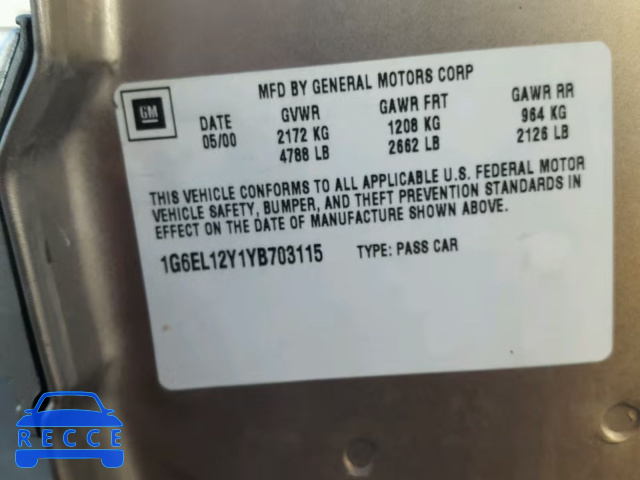 MFD BY GENERAL MOTORS CORP
GM
DATE GVWR GAWR FRT GAWR RR
05/00 2172 KG 1208 KG 964 KG
4788 LB 2662 LB 2126 LB
THIS VEHICLE CONFORMS TO ALL APPLICABLE U.S. FEDERAL MOTOR
VEHICLE SAFETY, BUMPER, AND THEFT PREVENTION STANDARDS IN
EFFECT ON THE DATE OF MANUFACTURE SHOWN ABOVE.
1G6EL12Y1YB703115 TYPE: PASS CAR
RECCE